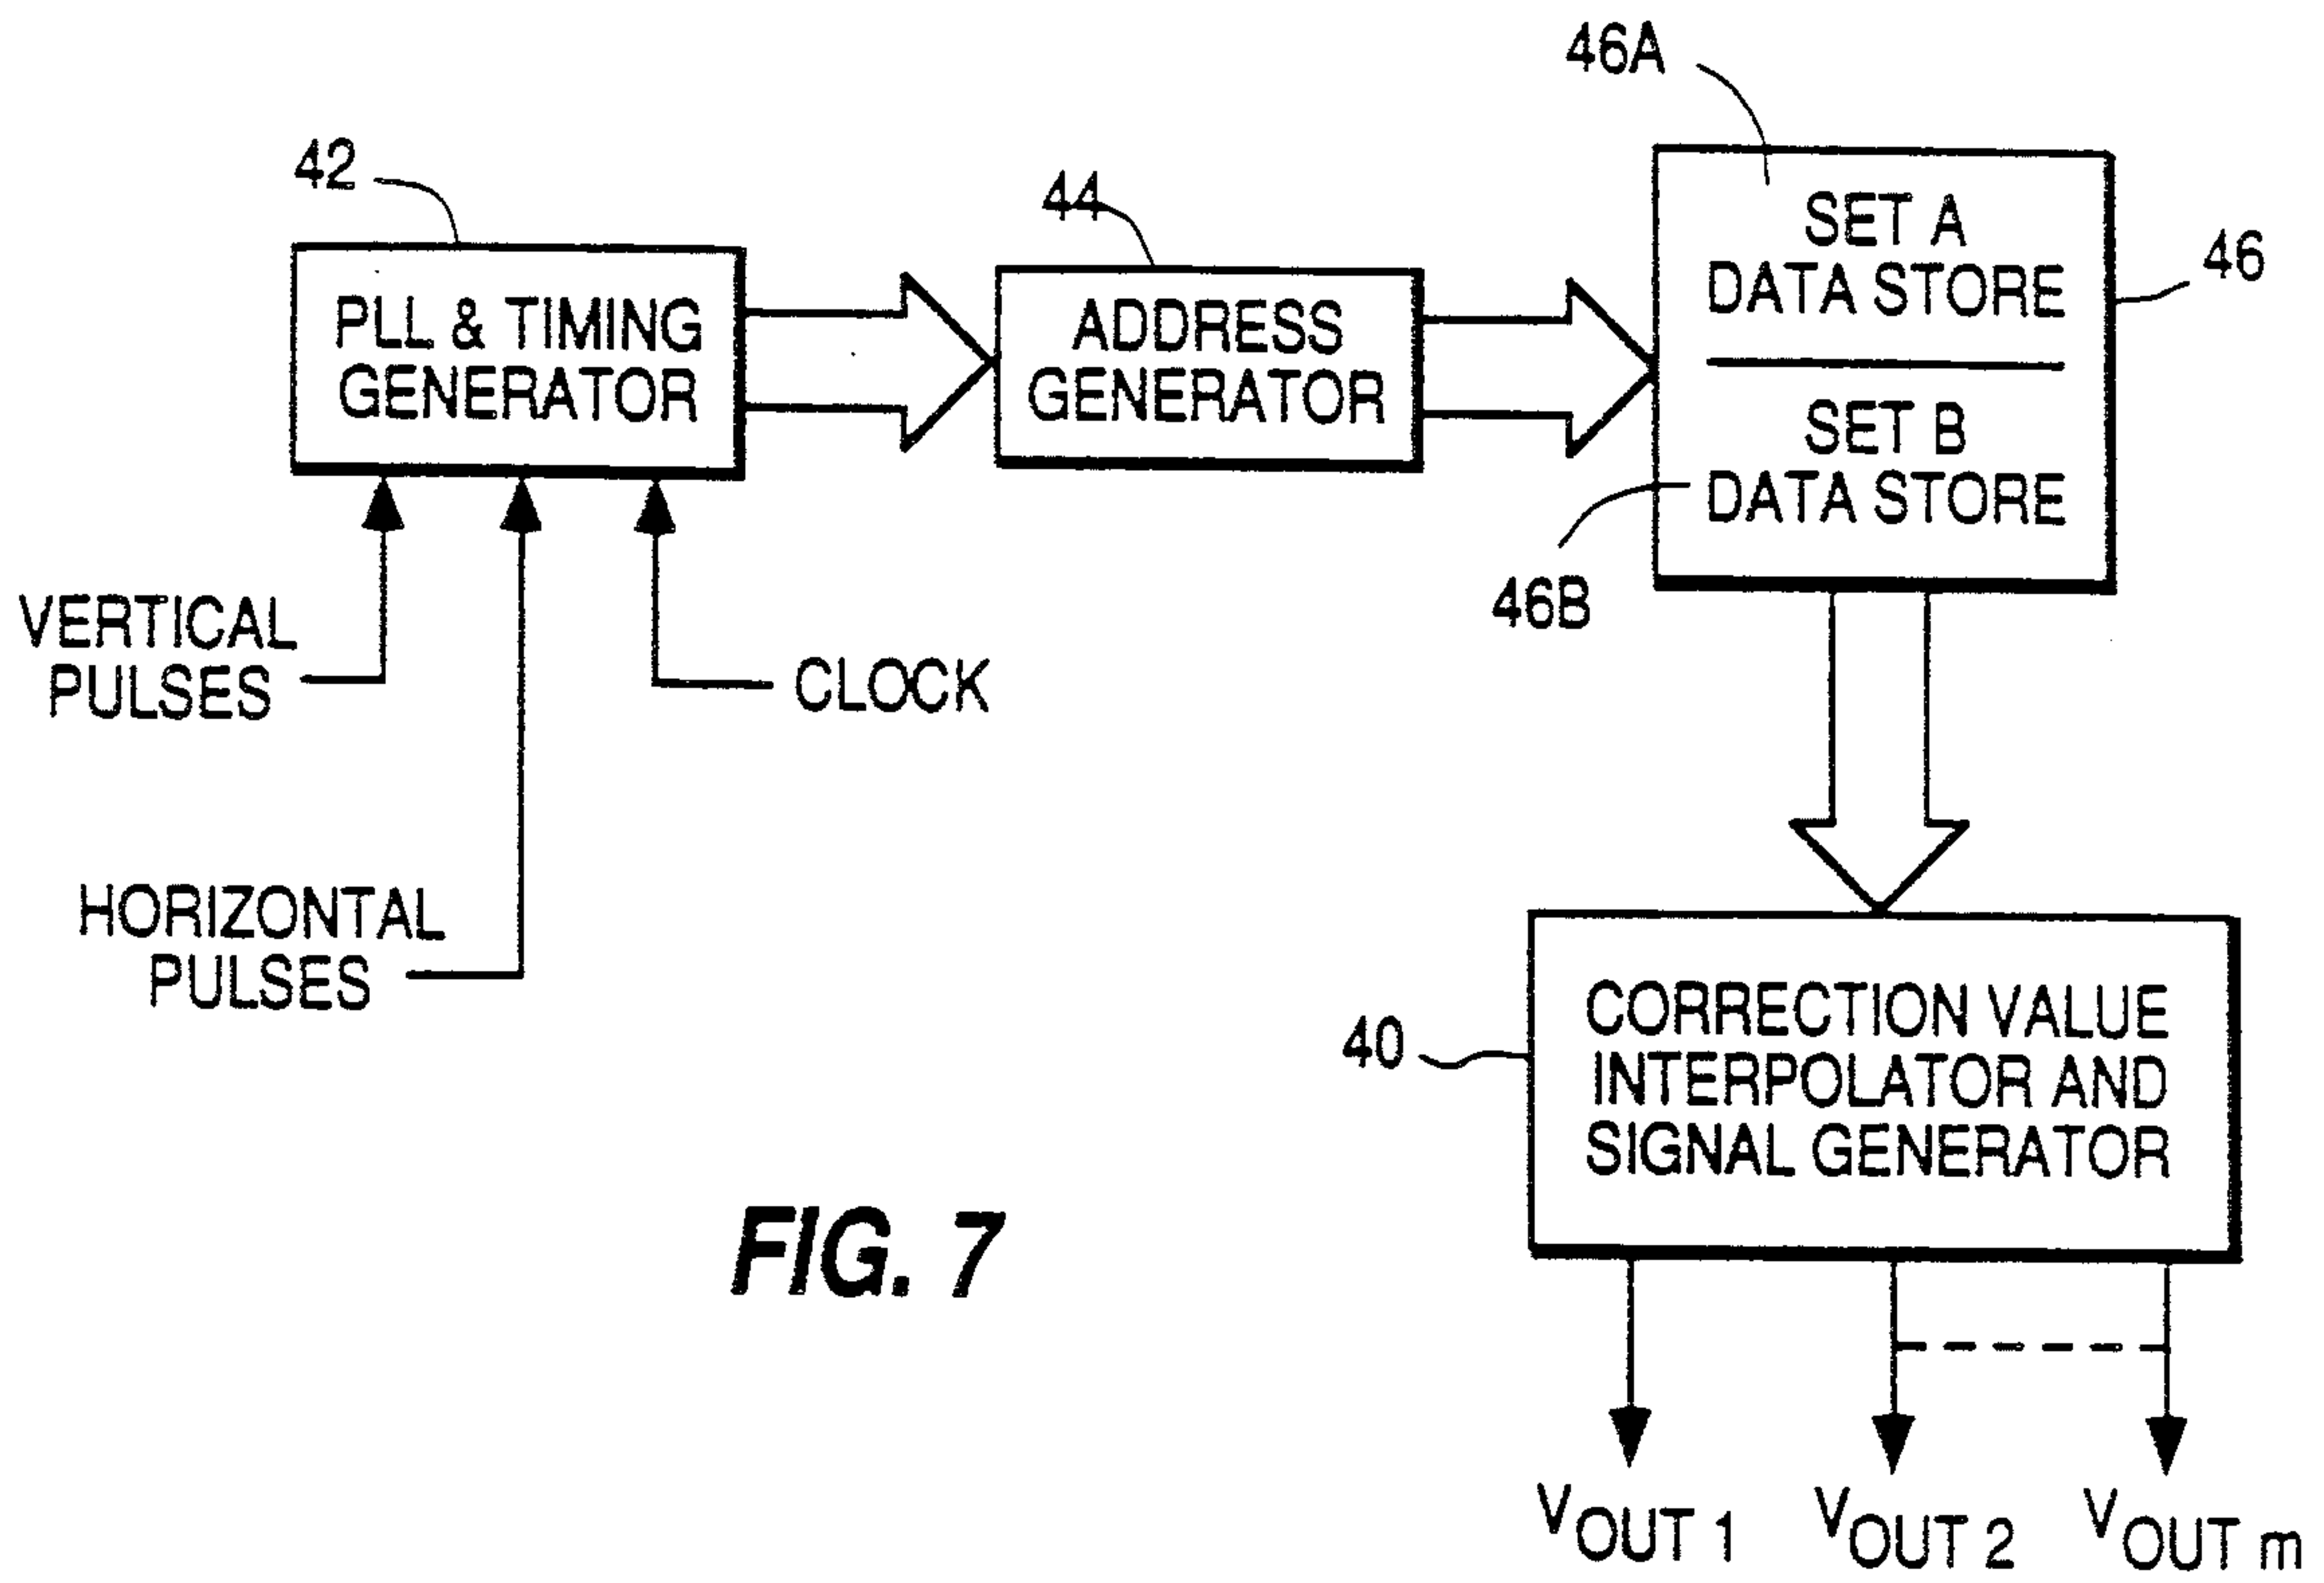 46A
42
44
SET A
DATA STORE
46
PLL & TIMING
GENERATOR
ADDRESS
GENERATOR
SET B
DATA STORE
46B
VERTICAL
PULSES
CLOCK
HORIZONTAL
PULSES
40
CORRECTION VALUE
INTERPOLATOR AND
SIGNAL GENERATOR
FIG. 7
VOUT 1
VOUT 2
VOUT m